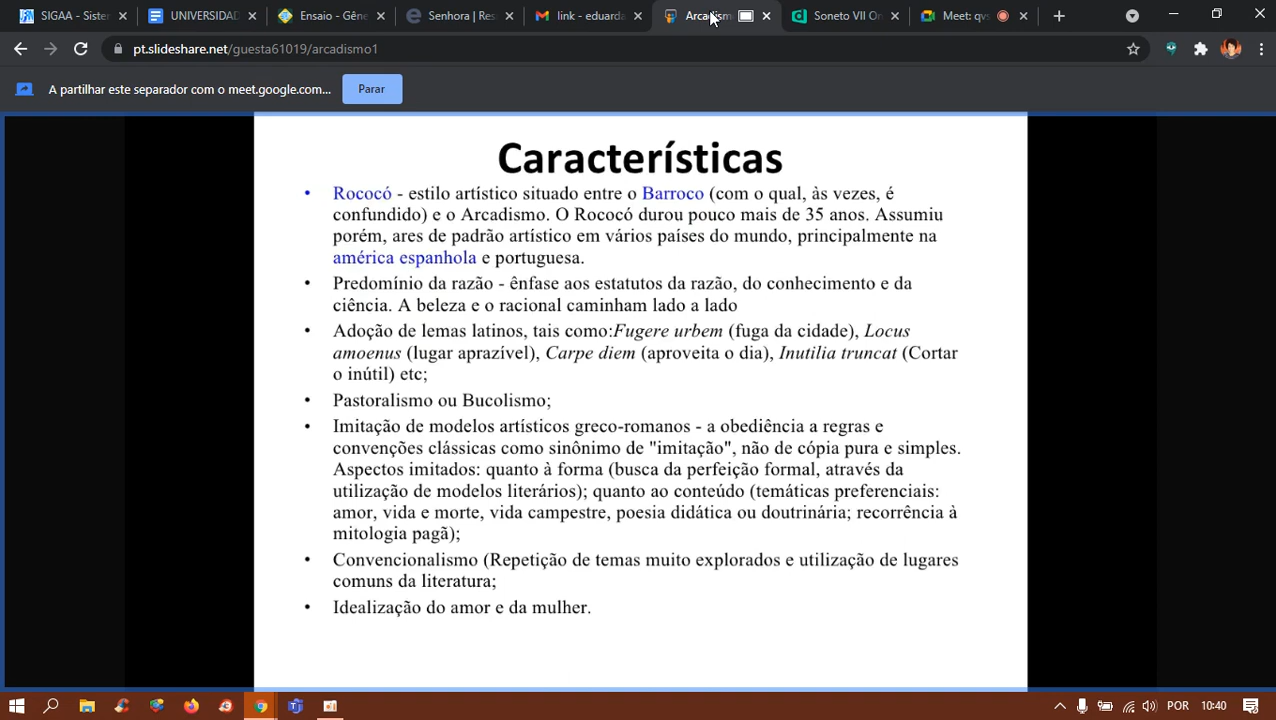 SIGAA - Sister
UNIVERSIDA
Ensaio - Gêne
Senhora | Res
link - eduarda
Arcadism
Soneto VII On
Meet: qvs
pt.slideshare.net/guesta61019/arcadismo1
A partilhar este separador com o meet.google.com...
Parar
Características
• Rococó - estilo artístico situado entre o Barroco (com o qual, às vezes, é
confundido) e o Arcadismo. O Rococó durou pouco mais de 35 anos. Assumiu
porém, ares de padrão artístico em vários países do mundo, principalmente na
américa espanhola e portuguesa.
• Predomínio da razão - ênfase aos estatutos da razão, do conhecimento e da
ciência. A beleza e o racional caminham lado a lado
• Adoção de lemas latinos, tais como:Fugere urbem (fuga da cidade), Locus
amoenus (lugar aprazível), Carpe diem (aproveita o dia), Inutilia truncat (Cortar
o inútil) etc;
• Pastoralismo ou Bucolismo;
• Imitação de modelos artísticos greco-romanos - a obediência a regras e
convenções clássicas como sinônimo de "imitação", não de cópia pura e simples.
Aspectos imitados: quanto à forma (busca da perfeição formal, através da
utilização de modelos literários); quanto ao conteúdo (temáticas preferenciais:
amor, vida e morte, vida campestre, poesia didática ou doutrinária; recorrência à
mitologia pagã);
• Convencionalismo (Repetição de temas muito explorados e utilização de lugares
comuns da literatura;
• Idealização do amor e da mulher.
POR
10:40